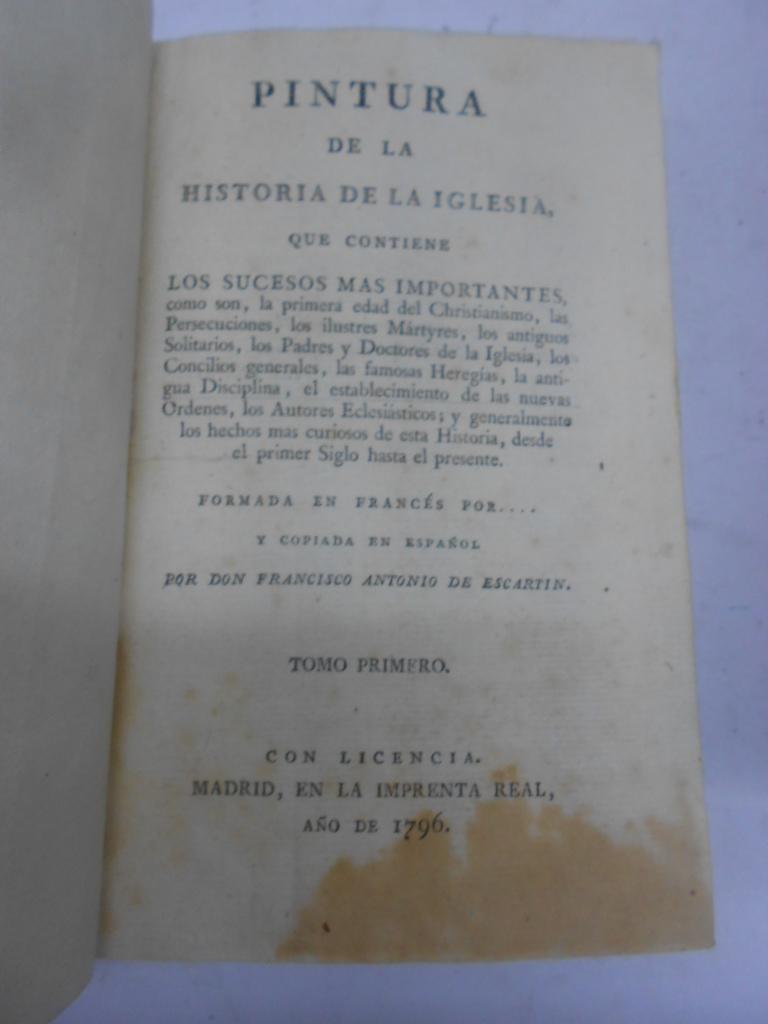 PINTURA
DE LA
HISTORIA DE LA IGLESIA,
QUE CONTIENE
LOS SUCESOS MAS IMPORTANTES,
como son, la primera edad del Christianismo, las
Persecuciones, los ilustres Mártyres, los antiguos
Solitarios, los Padres y Doctores de la Iglesia, los
Concilios generales, las famosas Heregías, la anti-
gua Disciplina, el establecimiento de las nuevas
Ordenes, los Autores Eclesiásticos; y generalmente
los hechos mas curiosos de esta Historia, desde
el primer Siglo hasta el presente.
FORMADA EN FRANCÉS POR....
Y COPIADA EN ESPAÑOL
POR DON FRANCISCO ANTONIO DE ESCARTIN.
TOMO PRIMERO.
CON LICENCIA.
MADRID, EN LA IMPRENTA REAL,
AÑO DE 1796.